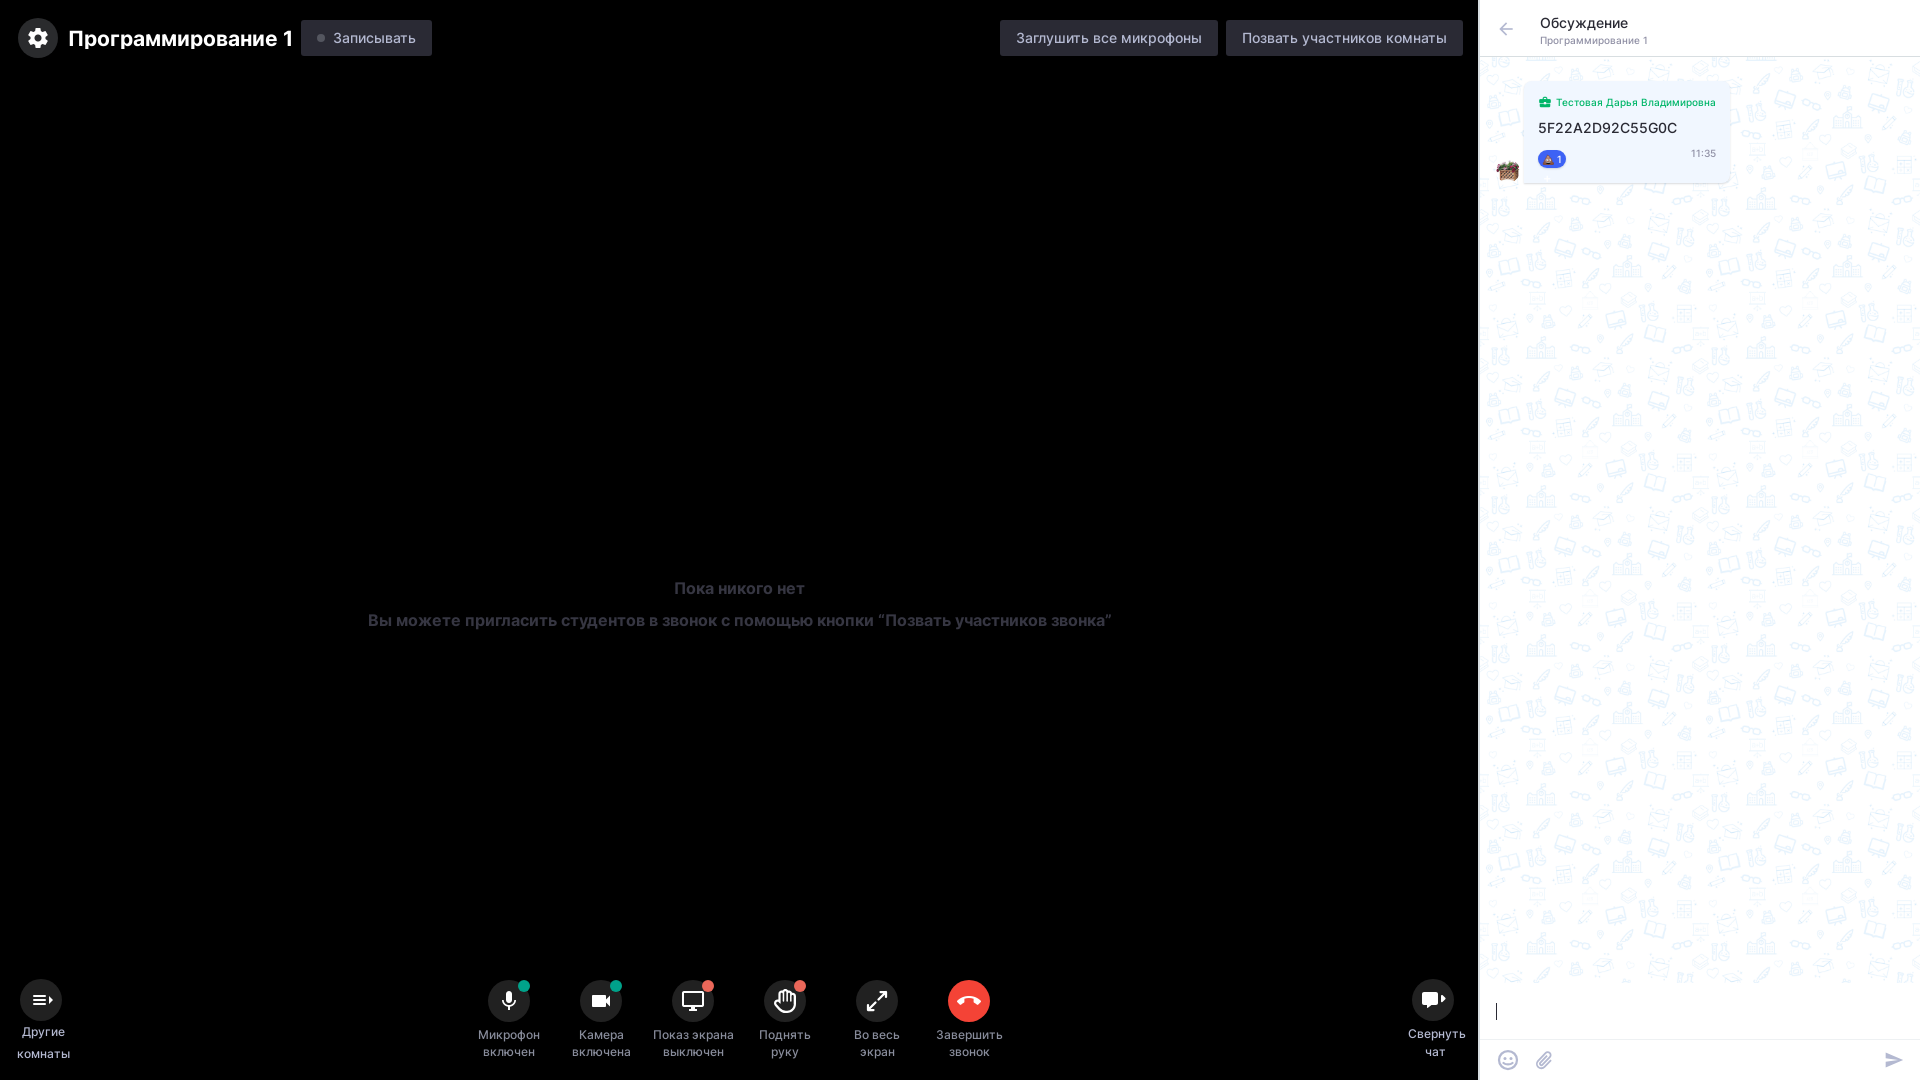 Программирование 1
Записывать
Заглушить все микрофоны
Позвать участников комнаты
Обсуждение
Программирование 1
Тестовая Дарья Владимировна
5F22A2D92C55G0C
1
11:35
Пока никого нет
Вы можете пригласить студентов в звонок с помощью кнопки “Позвать участников звонка”
Другие
комнаты
Микрофон
включен
Камера
включена
Показ экрана
выключен
Поднять
руку
Во весь
экран
Завершить
звонок
Свернуть
чат